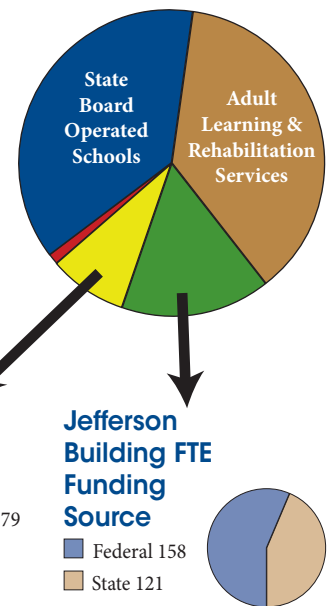 State
Board
Operated
Schools
Adult
Learning &
Rehabilitation
Services
Jefferson
Building FTE
Funding
Source
79
Federal 158
State 121